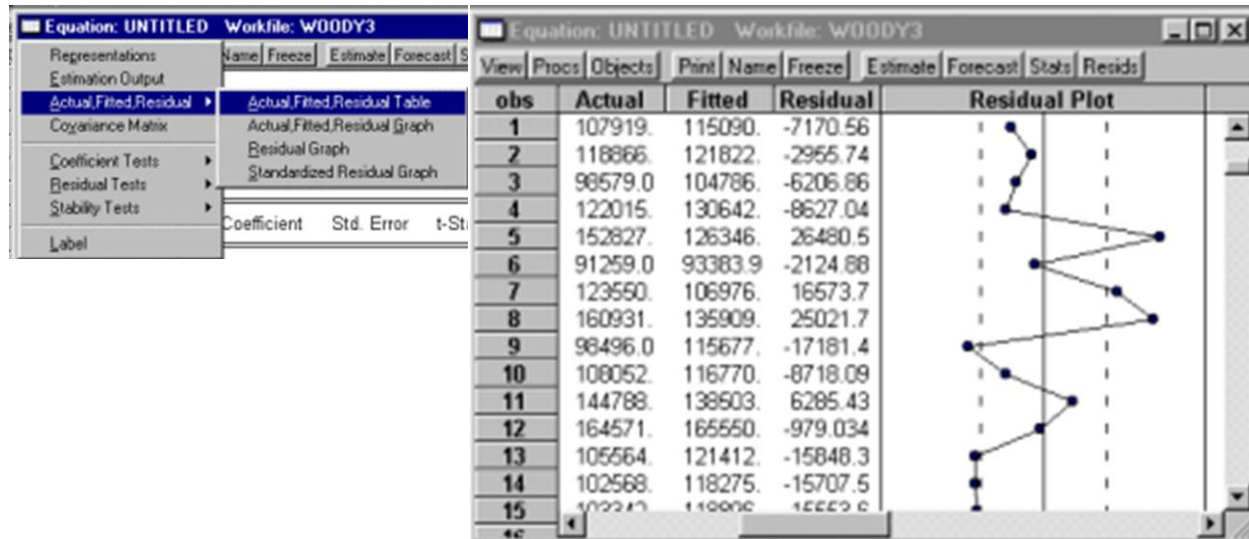 Equation: UNTITLED Workfile: WOODY3
Name Freeze Estimate Forecast S
Representations
Estimation Output
Actual,Fitted,Residual
Covariance Matrix
Coefficient Tests
Residual Tests
Stability Tests
Label
Actual,Fitted,Residual Table
Actual,Fitted,Residual Graph
Residual Graph
Standardized Residual Graph
Coefficient Std. Error t-St
Equation: UNTITLED Workfile: WOODY3
View Procs Objects Print Name Freeze Estimate Forecast Stats Resids
obs Actual Fitted Residual Residual Plot
1 107919. 115090. -7170.56
2 118866. 121822. -2955.74
3 98579.0 104786. -6206.86
4 122015. 130642. -8627.04
5 152827. 126346. 26480.5
6 91259.0 93383.9 -2124.88
7 123550. 106976. 16573.7
8 160931. 135909. 25021.7
9 98496.0 115677. -17181.4
10 108052. 116770. -8718.09
11 144788. 138503. 6285.43
12 164571. 165550. -979.034
13 105564. 121412. -15848.3
14 102568. 118275. -15707.5
15